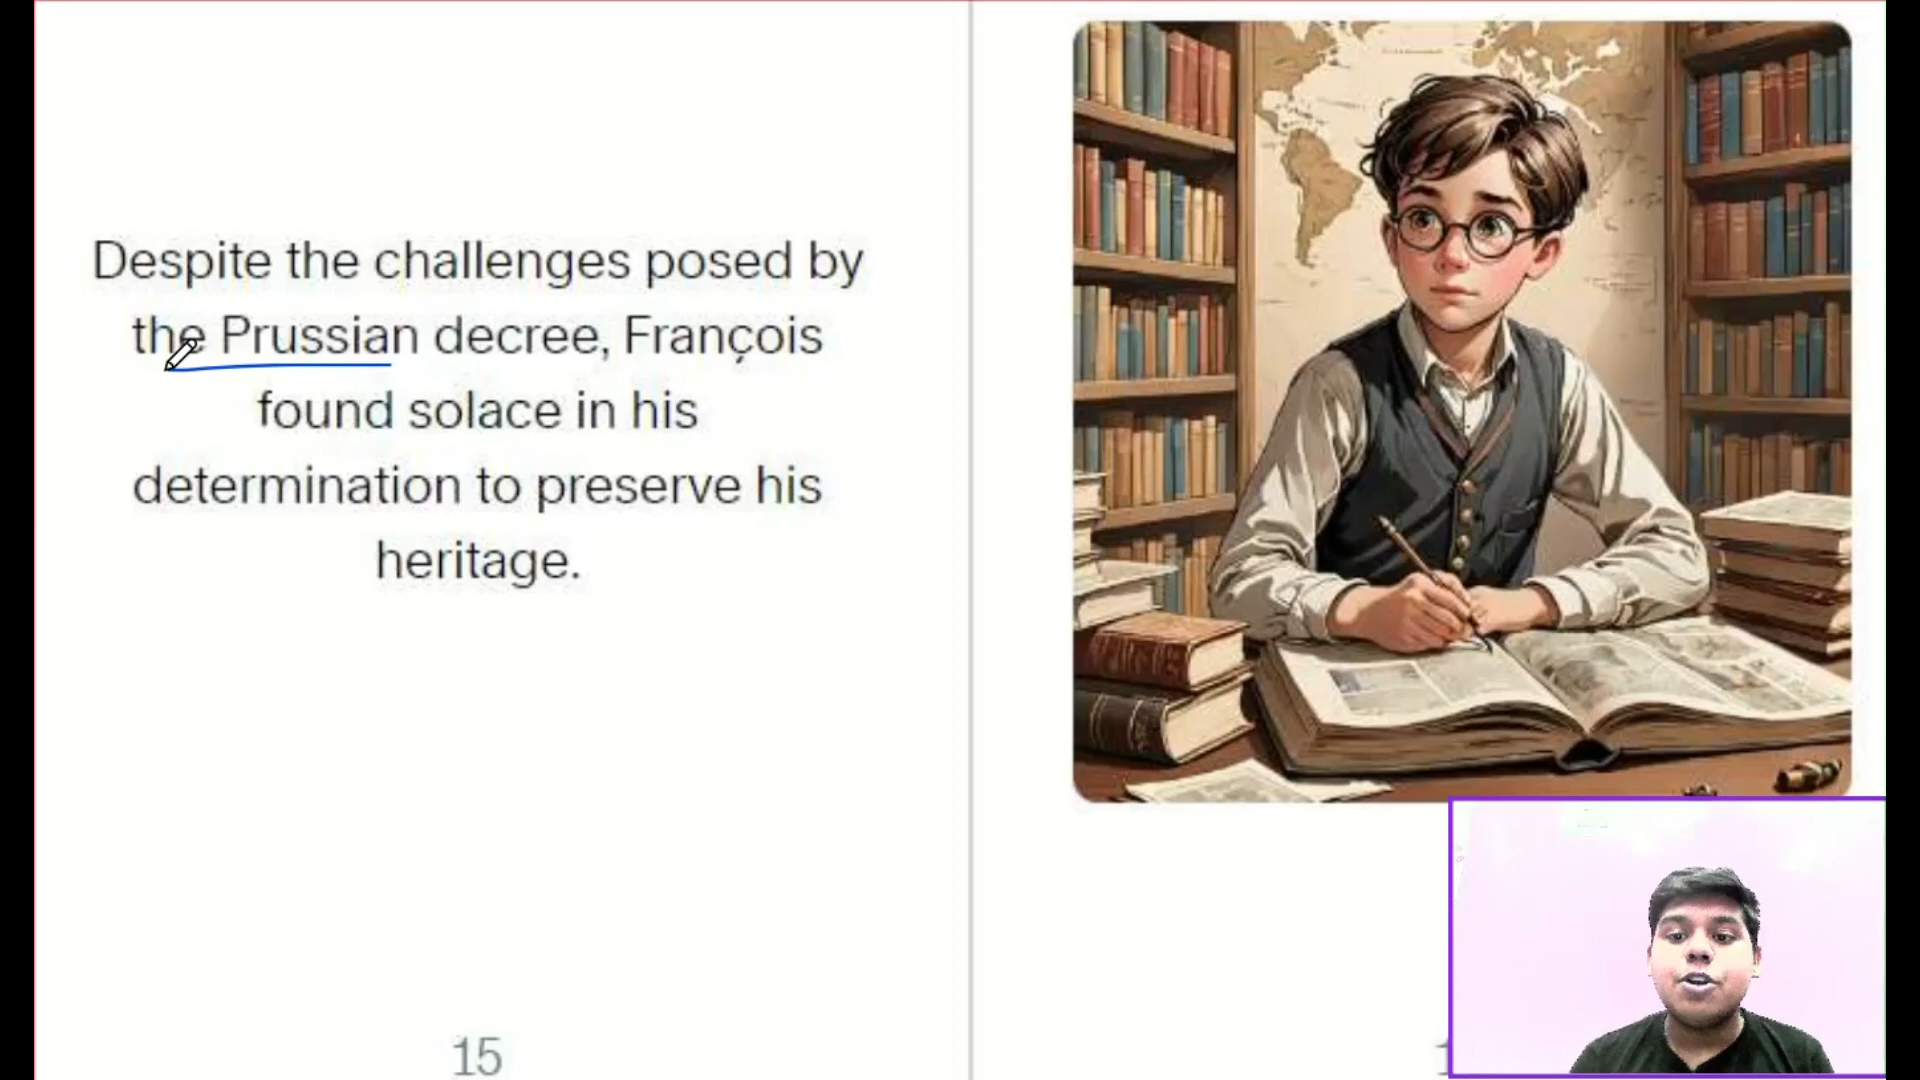 Despite the challenges posed by
the Prussian decree, François
found solace in his
determination to preserve his
heritage.
15